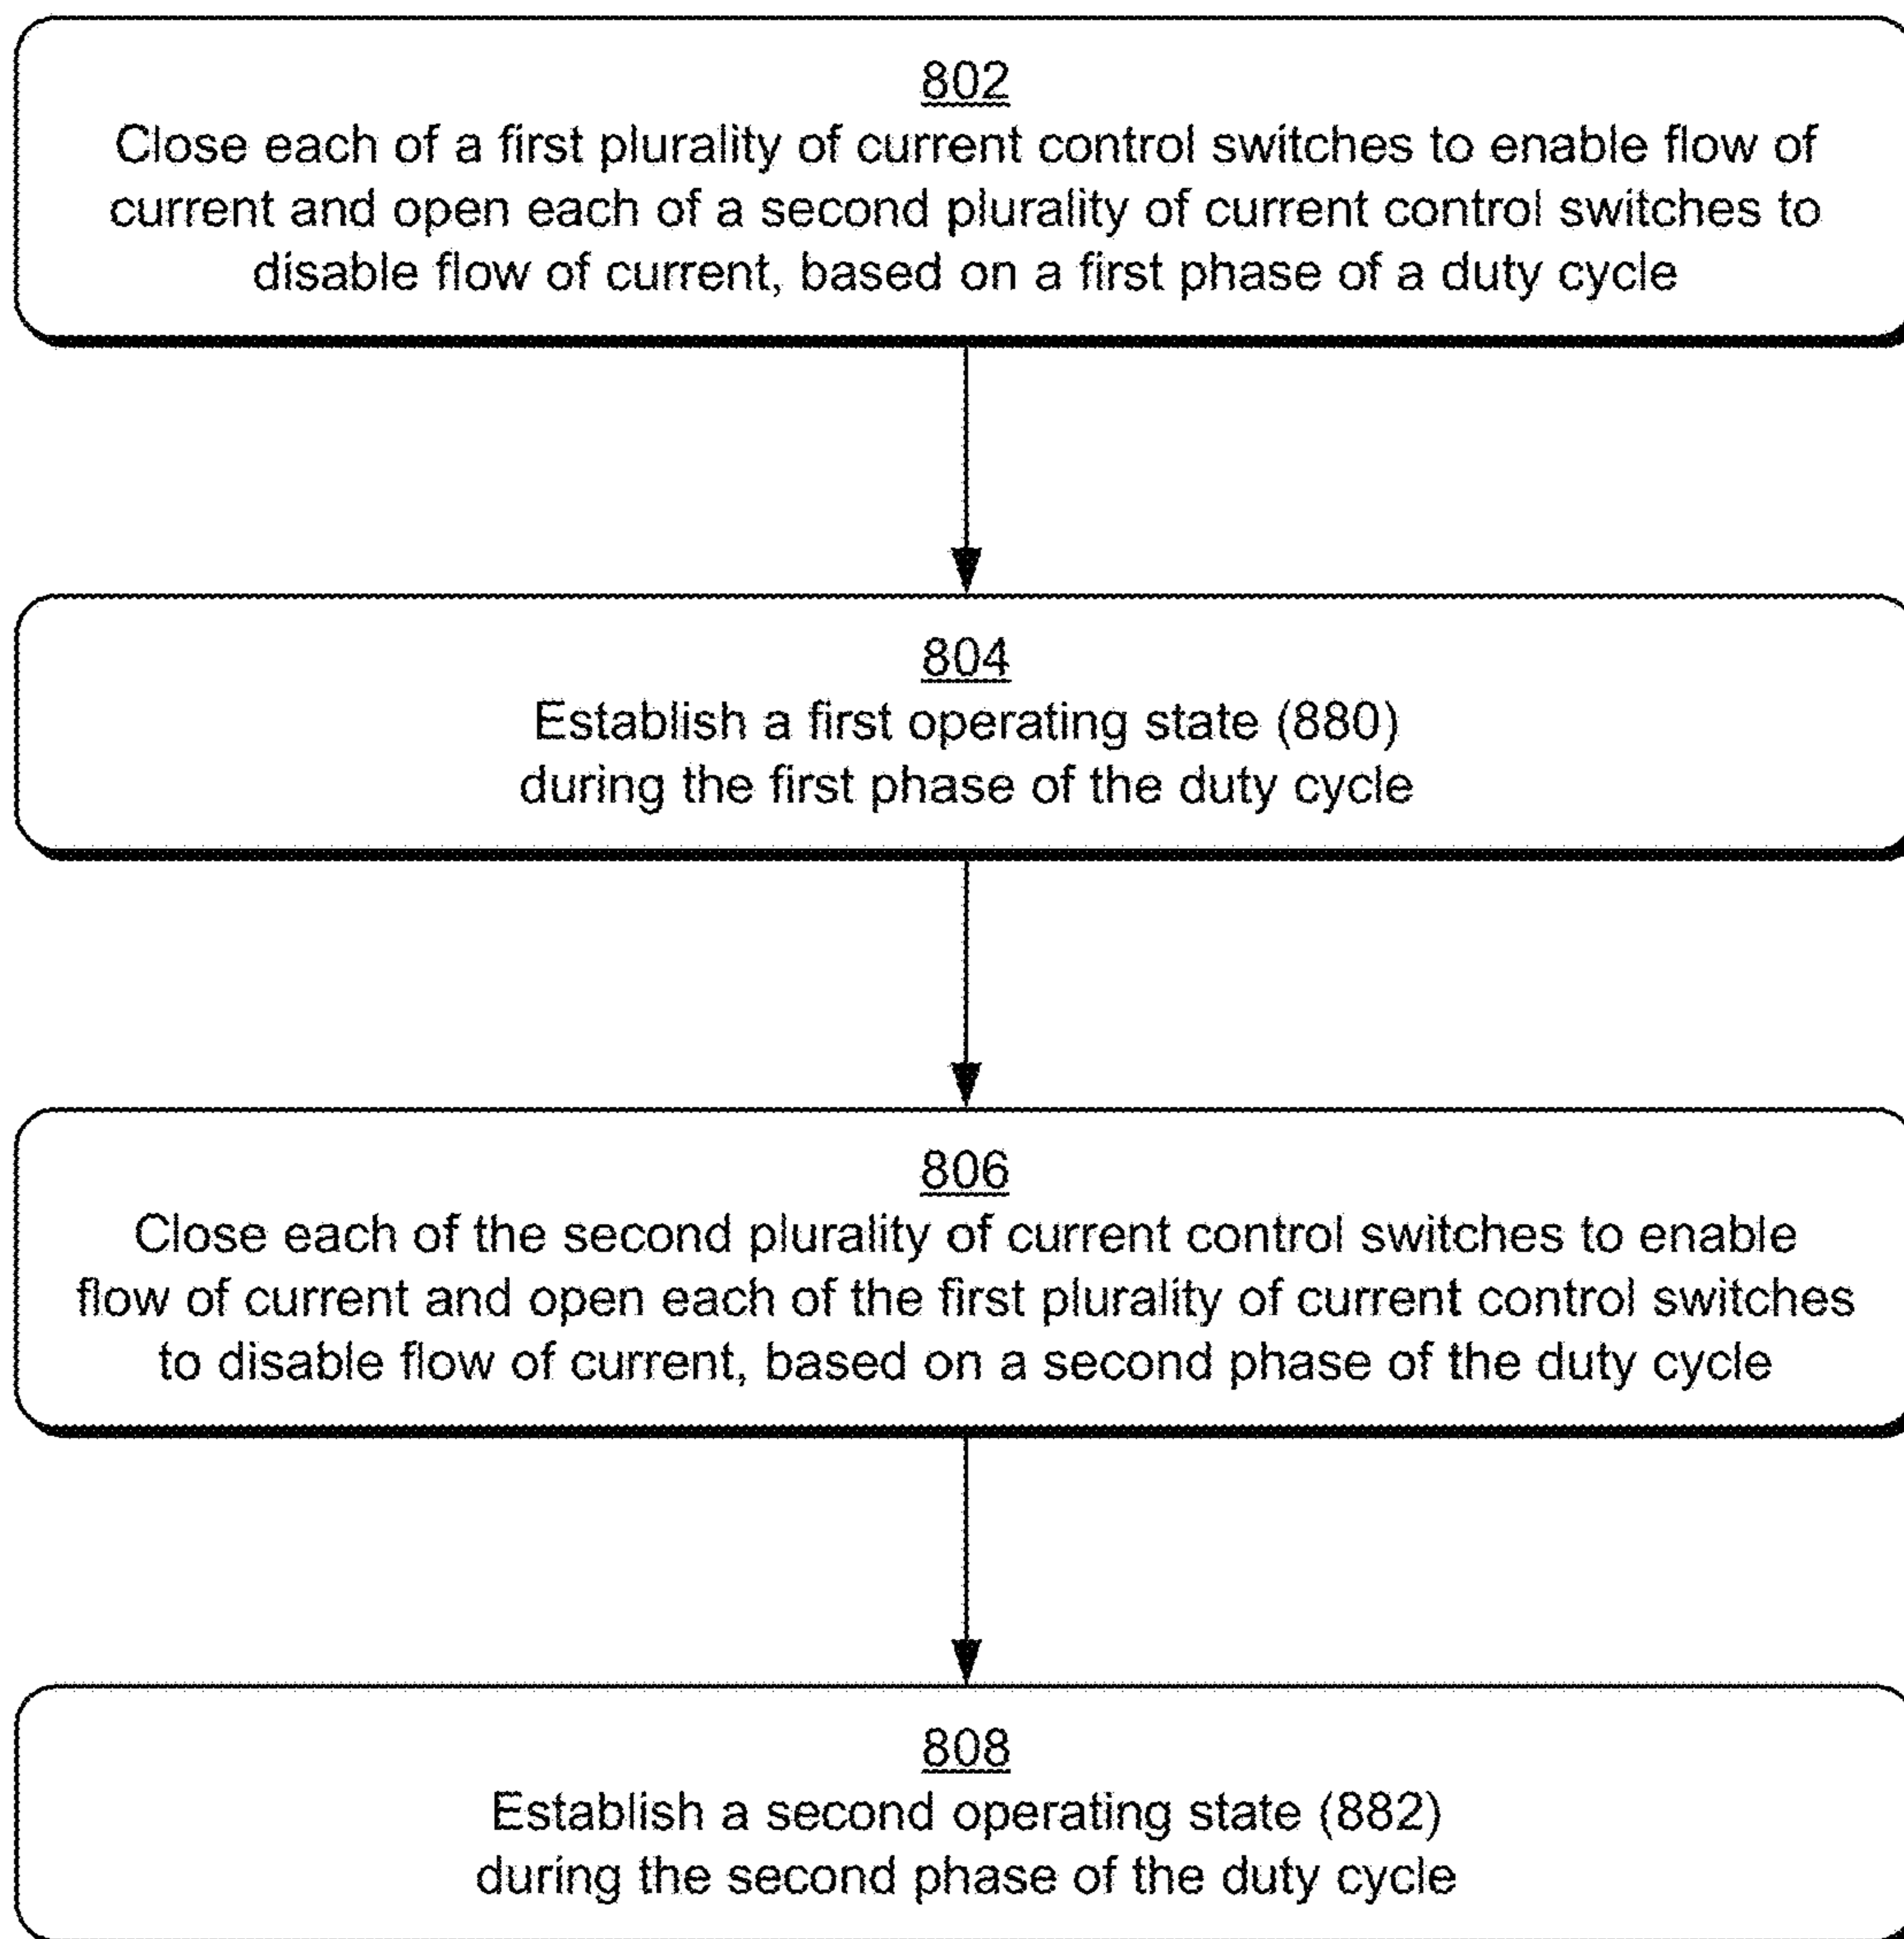 802
Close each of a first plurality of current control switches to enable flow of
current and open each of a second plurality of current control switches to
disable flow of current, based on a first phase of a duty cycle
804
Establish a first operating state (880)
during the first phase of the duty cycle
806
Close each of the second plurality of current control switches to enable
flow of current and open each of the first plurality of current control switches
to disable flow of current, based on a second phase of the duty cycle
808
Establish a second operating state (882)
during the second phase of the duty cycle